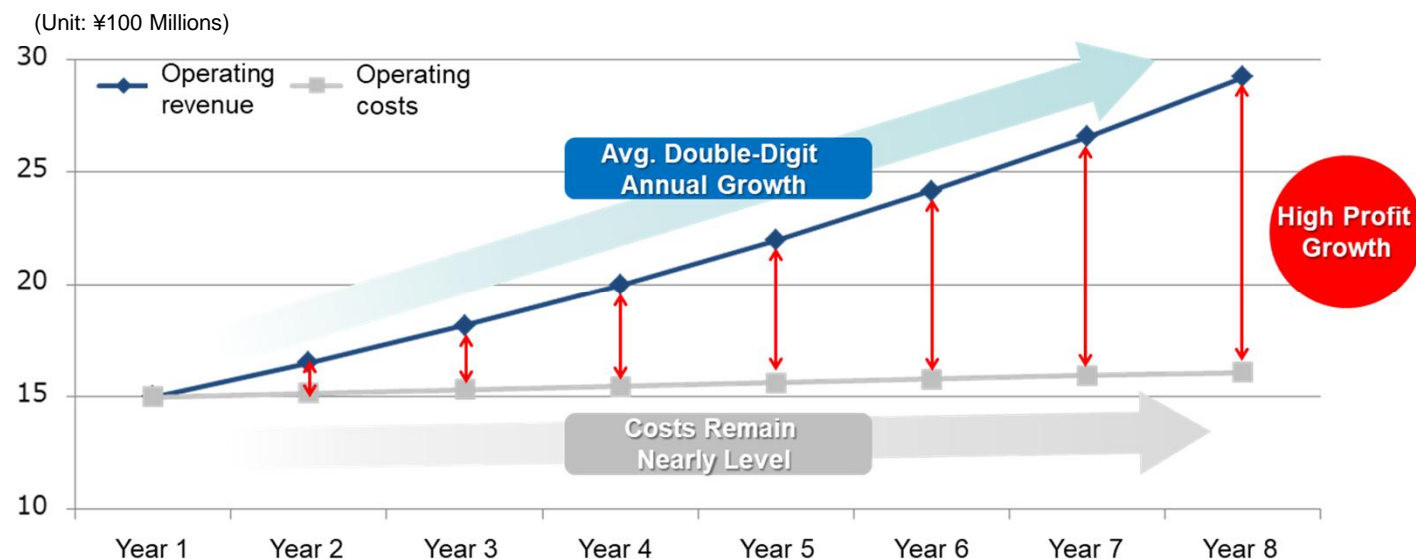 (Unit: ¥100 Millions)
30
25
20
15
10
Operating
revenue
Operating
costs
Avg. Double-Digit
Annual Growth
High Profit
Growth
Costs Remain
Nearly Level
Year 1
Year 2
Year 3
Year 4
Year 5
Year 6
Year 7
Year 8